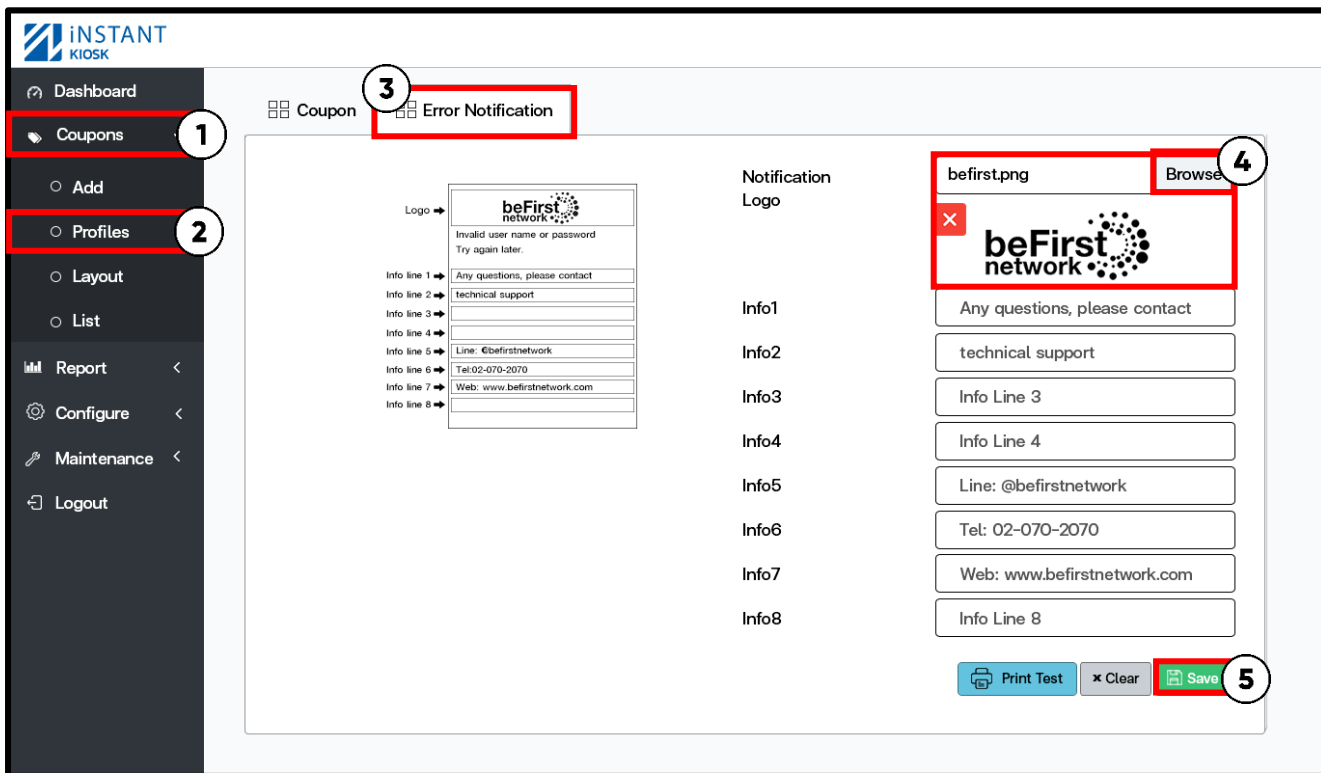 iNSTANT
KIOSK
Dashboard
Coupons
1
Add
Profiles
2
Layout
List
Report
Configure
Maintenance
Logout
Coupon
3
Error Notification
Logo
beFirst
network
Invalid user name or password
Try again later.
Info line 1 Any questions, please contact
Info line 2 technical support
Info line 3
Info line 4
Info line 5 Line: @befirstnetwork
Info line 6 Tel:02-070-2070
Info line 7 Web: www.befirstnetwork.com
Info line 8
Notification
Logo
befirst.png Browse
4
beFirst
network
Info1 Any questions, please contact
Info2 technical support
Info3 Info Line 3
Info4 Info Line 4
Info5 Line: @befirstnetwork
Info6 Tel: 02-070-2070
Info7 Web: www.befirstnetwork.com
Info8 Info Line 8
Print Test × Clear Save
5